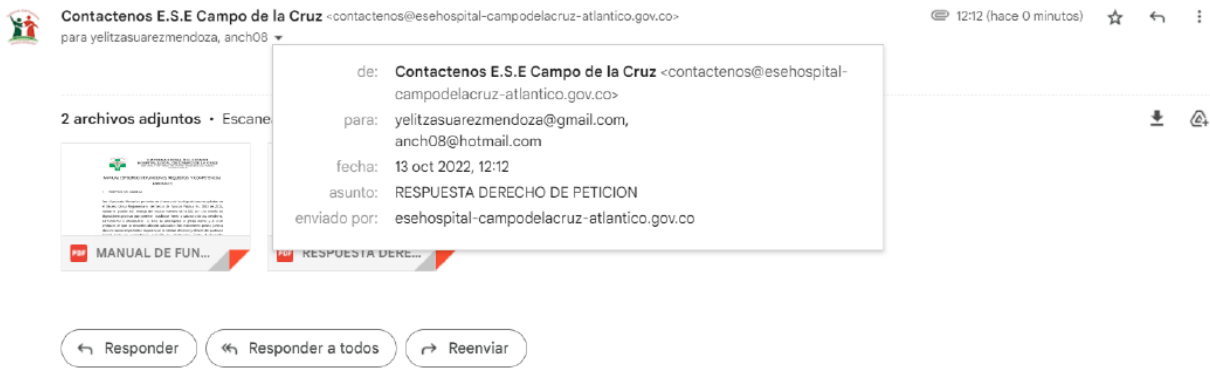 Contactenos E.S.E Campo de la Cruz <contactenos@esehospital-campodelacruz-atlantico.gov.co>
12:12 (hace 0 minutos)
para yelitzasuarezmendoza, anch08
de: Contactenos E.S.E Campo de la Cruz <contactenos@esehospital-
campodelacruz-atlantico.gov.co>
para: yelitzasuarezmendoza@gmail.com,
anch08@hotmail.com
fecha: 13 oct 2022, 12:12
asunto: RESPUESTA DERECHO DE PETICION
enviado por: esehospital-campodelacruz-atlantico.gov.co
2 archivos adjuntos • Escane
PDF MANUAL DE FUN...
PDF RESPUESTA DERE...
Responder
Responder a todos
Reenviar